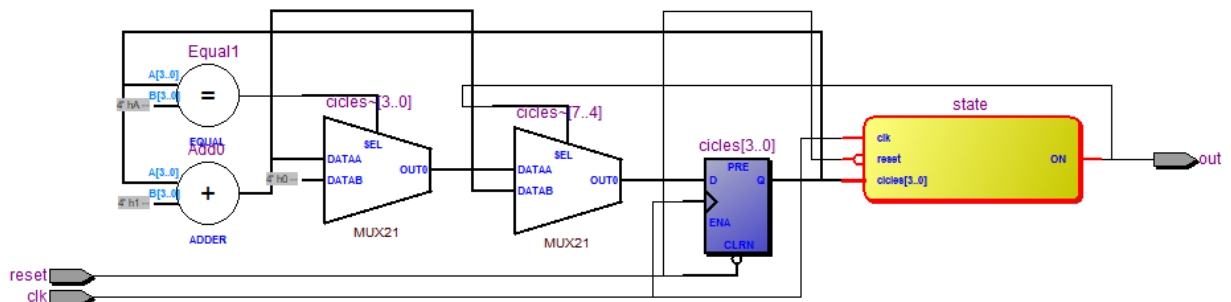 Equal1
A[3..0]
B[3..0]
4' hA --
=
EQUAL
Add0
A[3..0]
B[3..0]
4' h1 --
+
ADDER
cicles~[3..0]
SEL
DATAA
DATAB
OUT0
4' h0 --
MUX21
cicles~[7..4]
SEL
DATAA
DATAB
OUT0
MUX21
cicles[3..0]
PRE
D
Q
ENA
CLRN
state
clk
reset
cicles[3..0]
ON
out
reset
clk